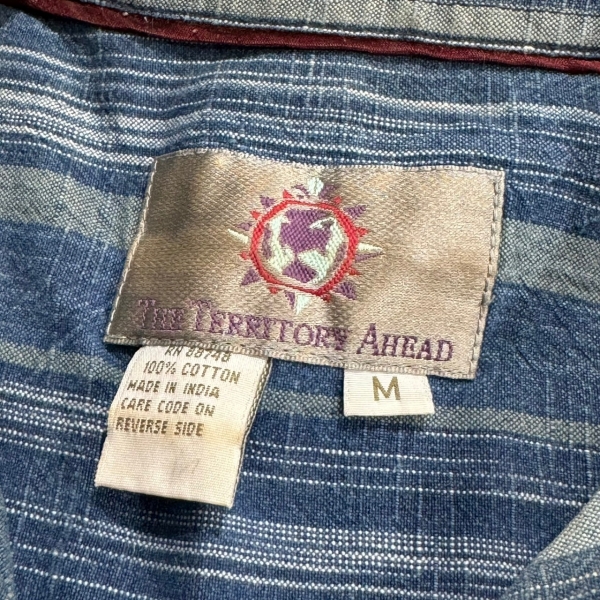 THE TERRITORY AHEAD
RN 88748
100% COTTON
MADE IN INDIA
CARE CODE ON
REVERSE SIDE
M